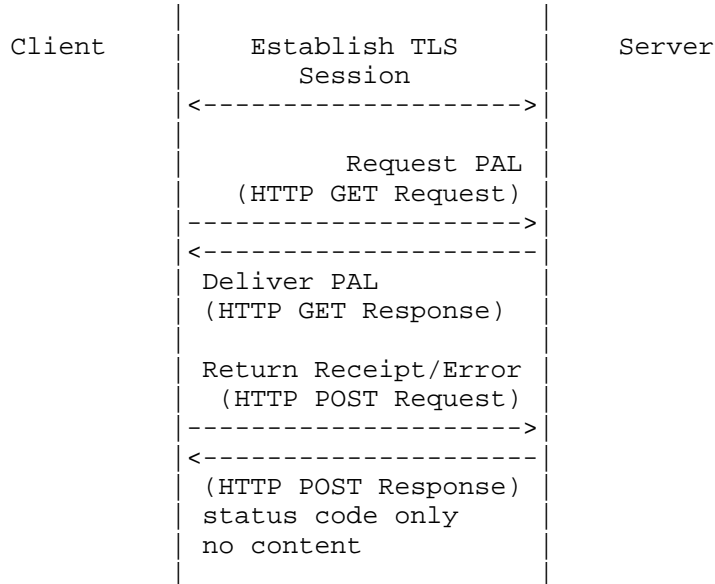 Client Establish TLS Server
Session
Request PAL
(HTTP GET Request)
Deliver PAL
(HTTP GET Response)
Return Receipt/Error
(HTTP POST Request)
(HTTP POST Response)
status code only
no content